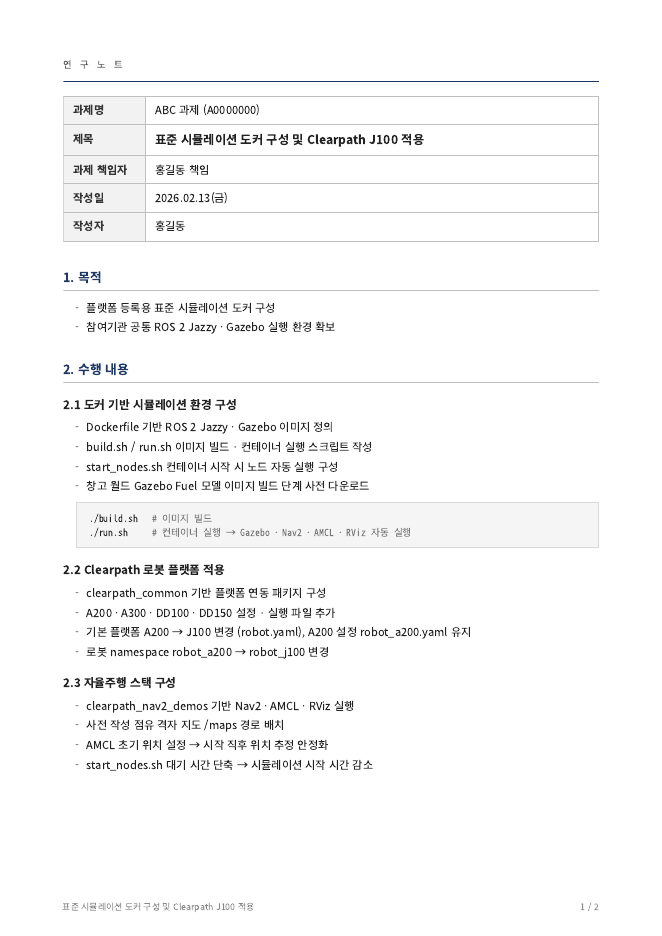 연 구 노 트
과제명 ABC 과제 (A0000000)
제목 표준 시뮬레이션 도커 구성 및 Clearpath J100 적용
과제 책임자 홍길동 책임
작성일 2026.02.13(금)
작성자 홍길동
1. 목적
- 플랫폼 등록용 표준 시뮬레이션 도커 구성
- 참여기관 공통 ROS 2 Jazzy · Gazebo 실행 환경 확보
2. 수행 내용
2.1 도커 기반 시뮬레이션 환경 구성
- Dockerfile 기반 ROS 2 Jazzy · Gazebo 이미지 정의
- build.sh / run.sh 이미지 빌드 · 컨테이너 실행 스크립트 작성
- start_nodes.sh 컨테이너 시작 시 노드 자동 실행 구성
- 창고 월드 Gazebo Fuel 모델 이미지 빌드 단계 사전 다운로드
./build.sh # 이미지 빌드
./run.sh # 컨테이너 실행 → Gazebo · Nav2 · AMCL · RViz 자동 실행
2.2 Clearpath 로봇 플랫폼 적용
- clearpath_common 기반 플랫폼 연동 패키지 구성
- A200 · A300 · DD100 · DD150 설정 · 실행 파일 추가
- 기본 플랫폼 A200 → J100 변경 (robot.yaml), A200 설정 robot_a200.yaml 유지
- 로봇 namespace robot_a200 → robot_j100 변경
2.3 자율주행 스택 구성
- clearpath_nav2_demos 기반 Nav2 · AMCL · RViz 실행
- 사전 작성 점유 격자 지도 /maps 경로 배치
- AMCL 초기 위치 설정 → 시작 직후 위치 추정 안정화
- start_nodes.sh 대기 시간 단축 → 시뮬레이션 시작 시간 감소
표준 시뮬레이션 도커 구성 및 Clearpath J100 적용 1 / 2